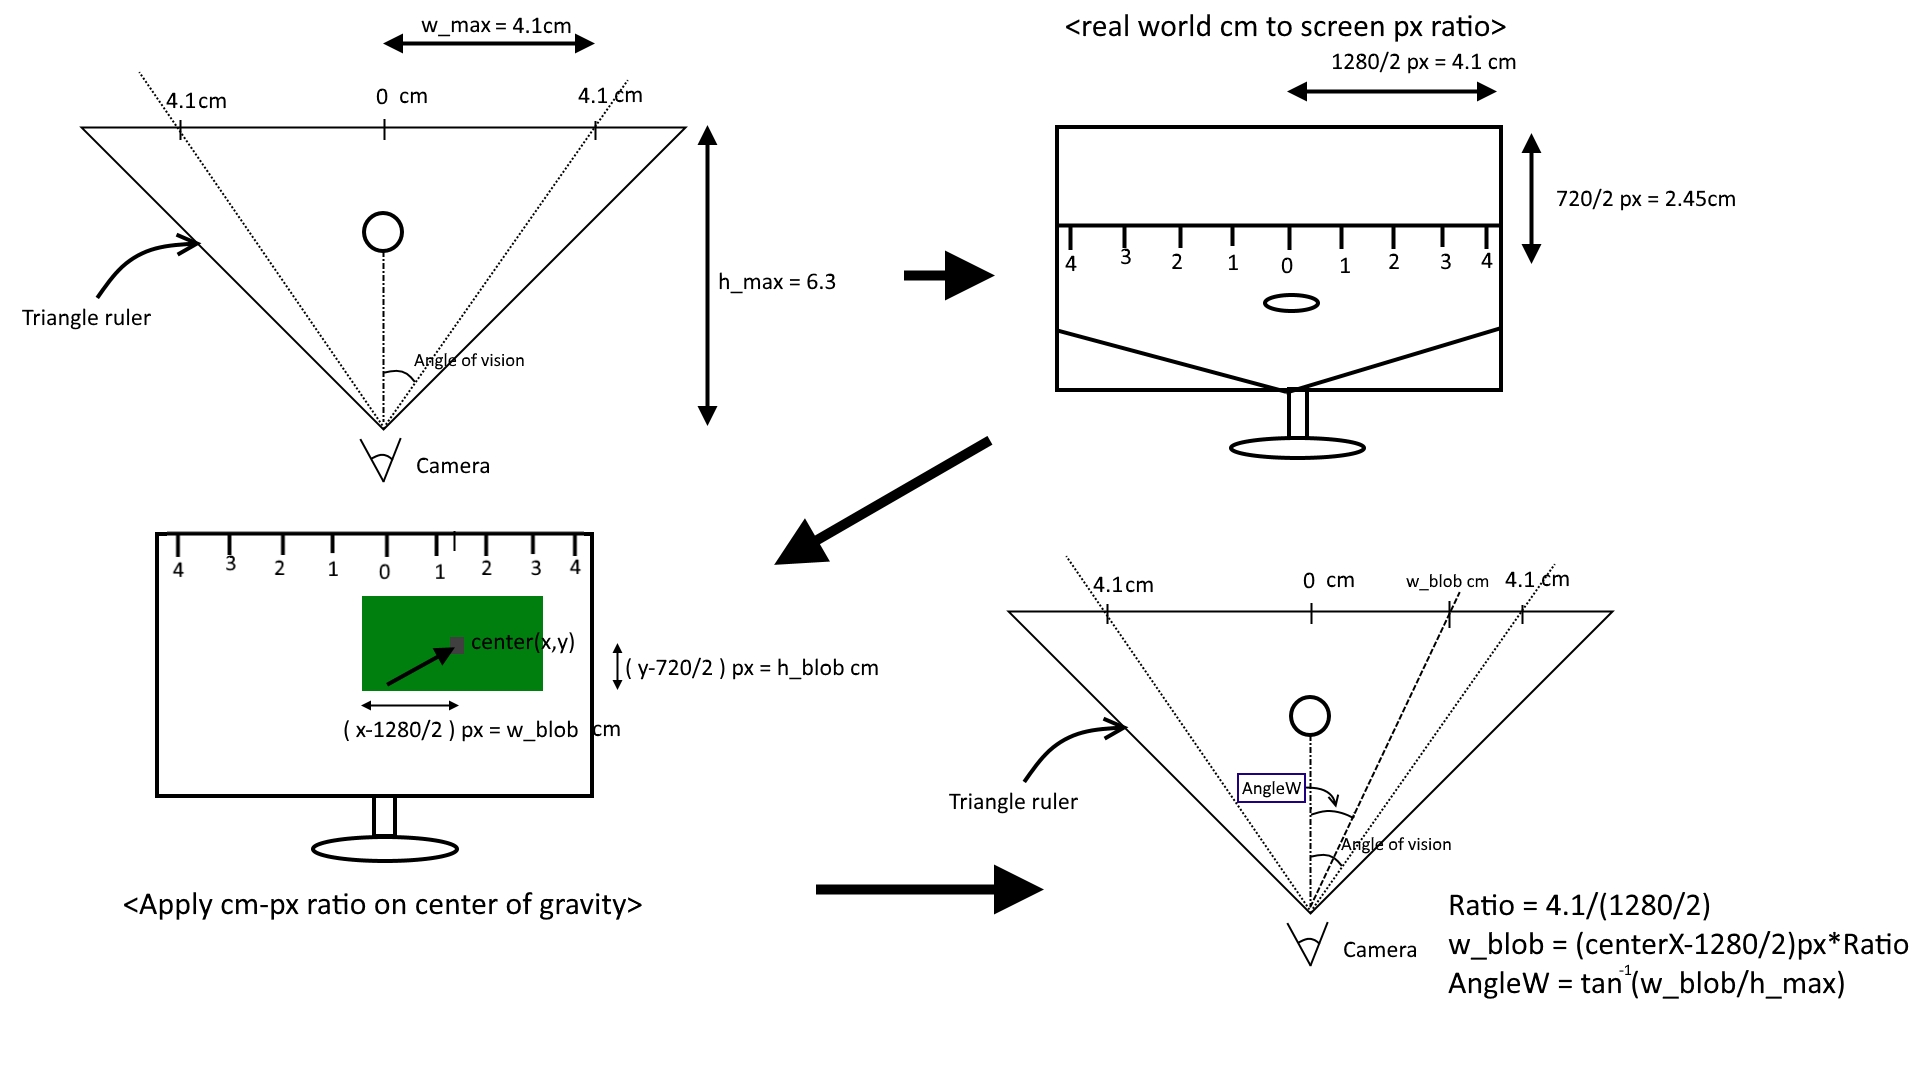 w_max = 4.1cm
4.1cm
0 cm
4.1 cm
Triangle ruler
Angle of vision
h_max = 6.3
Camera
<real world cm to screen px ratio>
1280/2 px = 4.1 cm
720/2 px = 2.45cm
4 3 2 1 0 1 2 3 4
4 3 2 1 0 1 2 3 4
center(x,y)
( y-720/2 ) px = h_blob cm
( x-1280/2 ) px = w_blob cm
<Apply cm-px ratio on center of gravity>
4.1cm
0 cm
w_blob cm
4.1 cm
Triangle ruler
AngleW
Angle of vision
Camera
Ratio = 4.1/(1280/2)
w_blob = (centerX-1280/2)px*Ratio
AngleW = tan⁻¹(w_blob/h_max)